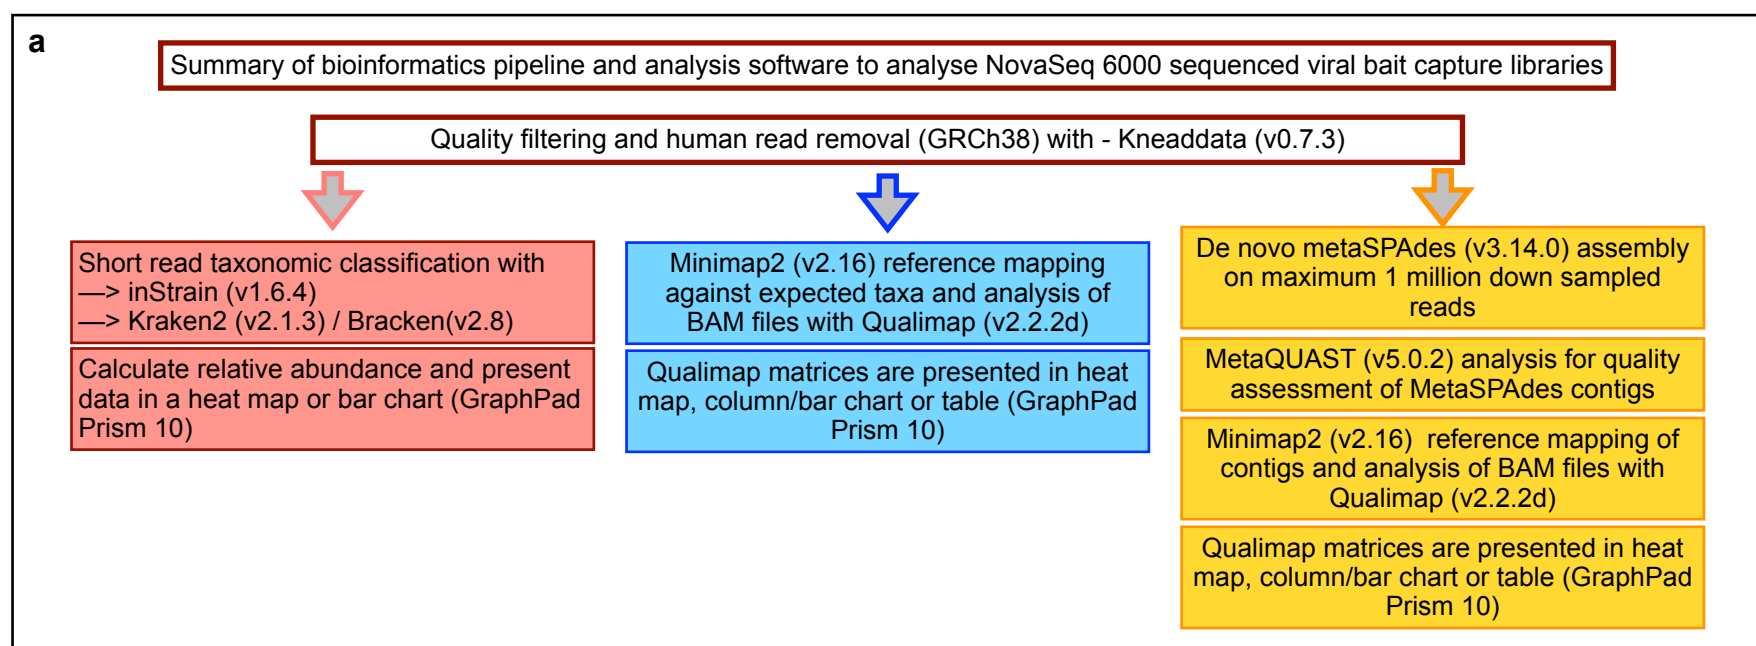 a
Summary of bioinformatics pipeline and analysis software to analyse NovaSeq 6000 sequenced viral bait capture libraries
Quality filtering and human read removal (GRCh38) with - Kneaddata (v0.7.3)
Short read taxonomic classification with
—> inStrain (v1.6.4)
—> Kraken2 (v2.1.3) / Bracken(v2.8)
Calculate relative abundance and present
data in a heat map or bar chart (GraphPad
Prism 10)
Minimap2 (v2.16) reference mapping
against expected taxa and analysis of
BAM files with Qualimap (v2.2.2d)
Qualimap matrices are presented in heat
map, column/bar chart or table (GraphPad
Prism 10)
De novo metaSPAdes (v3.14.0) assembly
on maximum 1 million down sampled
reads
MetaQUAST (v5.0.2) analysis for quality
assessment of MetaSPAdes contigs
Minimap2 (v2.16)  reference mapping of
contigs and analysis of BAM files with
Qualimap (v2.2.2d)
Qualimap matrices are presented in heat
map, column/bar chart or table (GraphPad
Prism 10)